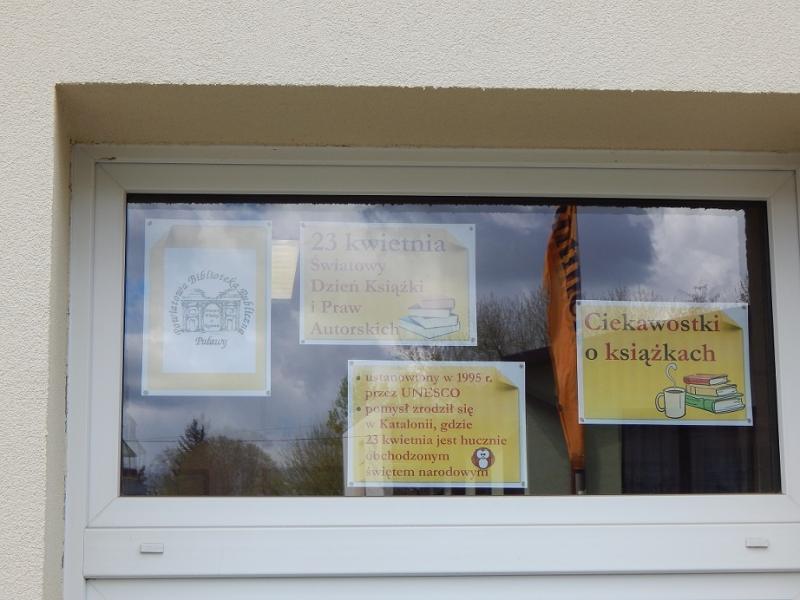 Powiatowa Biblioteka Publiczna
Puławy
23 kwietnia
Światowy
Dzień Książki
i Praw
Autorskich
• ustanowiony w 1995 r.
przez UNESCO
• pomysł zrodził się
w Katalonii, gdzie
23 kwietnia jest hucznie
obchodzonym
świętem narodowym
Ciekawostki
o książkach